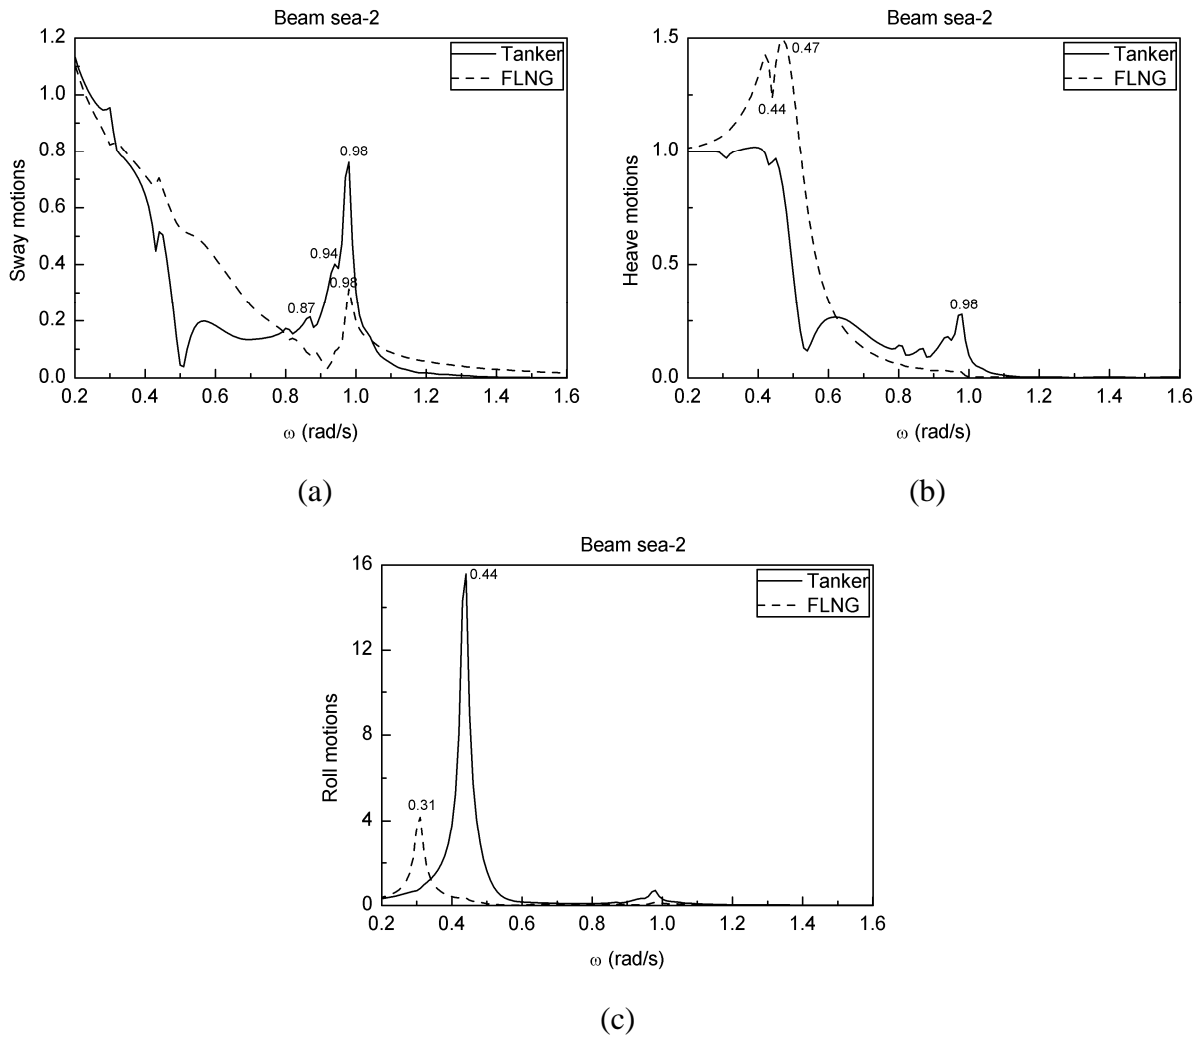 Beam sea-2
1.2
1.0
0.8
0.6
0.4
0.2
0.0
Sway motions
Tanker
FLNG
0.98
0.94
0.98
0.87
0.2 0.4 0.6 0.8 1.0 1.2 1.4 1.6
ω (rad/s)
(a)
Beam sea-2
1.5
1.0
0.5
0.0
Heave motions
Tanker
FLNG
0.47
0.44
0.98
0.2 0.4 0.6 0.8 1.0 1.2 1.4 1.6
ω (rad/s)
(b)
Beam sea-2
16
12
8
4
0
Roll motions
Tanker
FLNG
0.44
0.31
0.2 0.4 0.6 0.8 1.0 1.2 1.4 1.6
ω (rad/s)
(c)